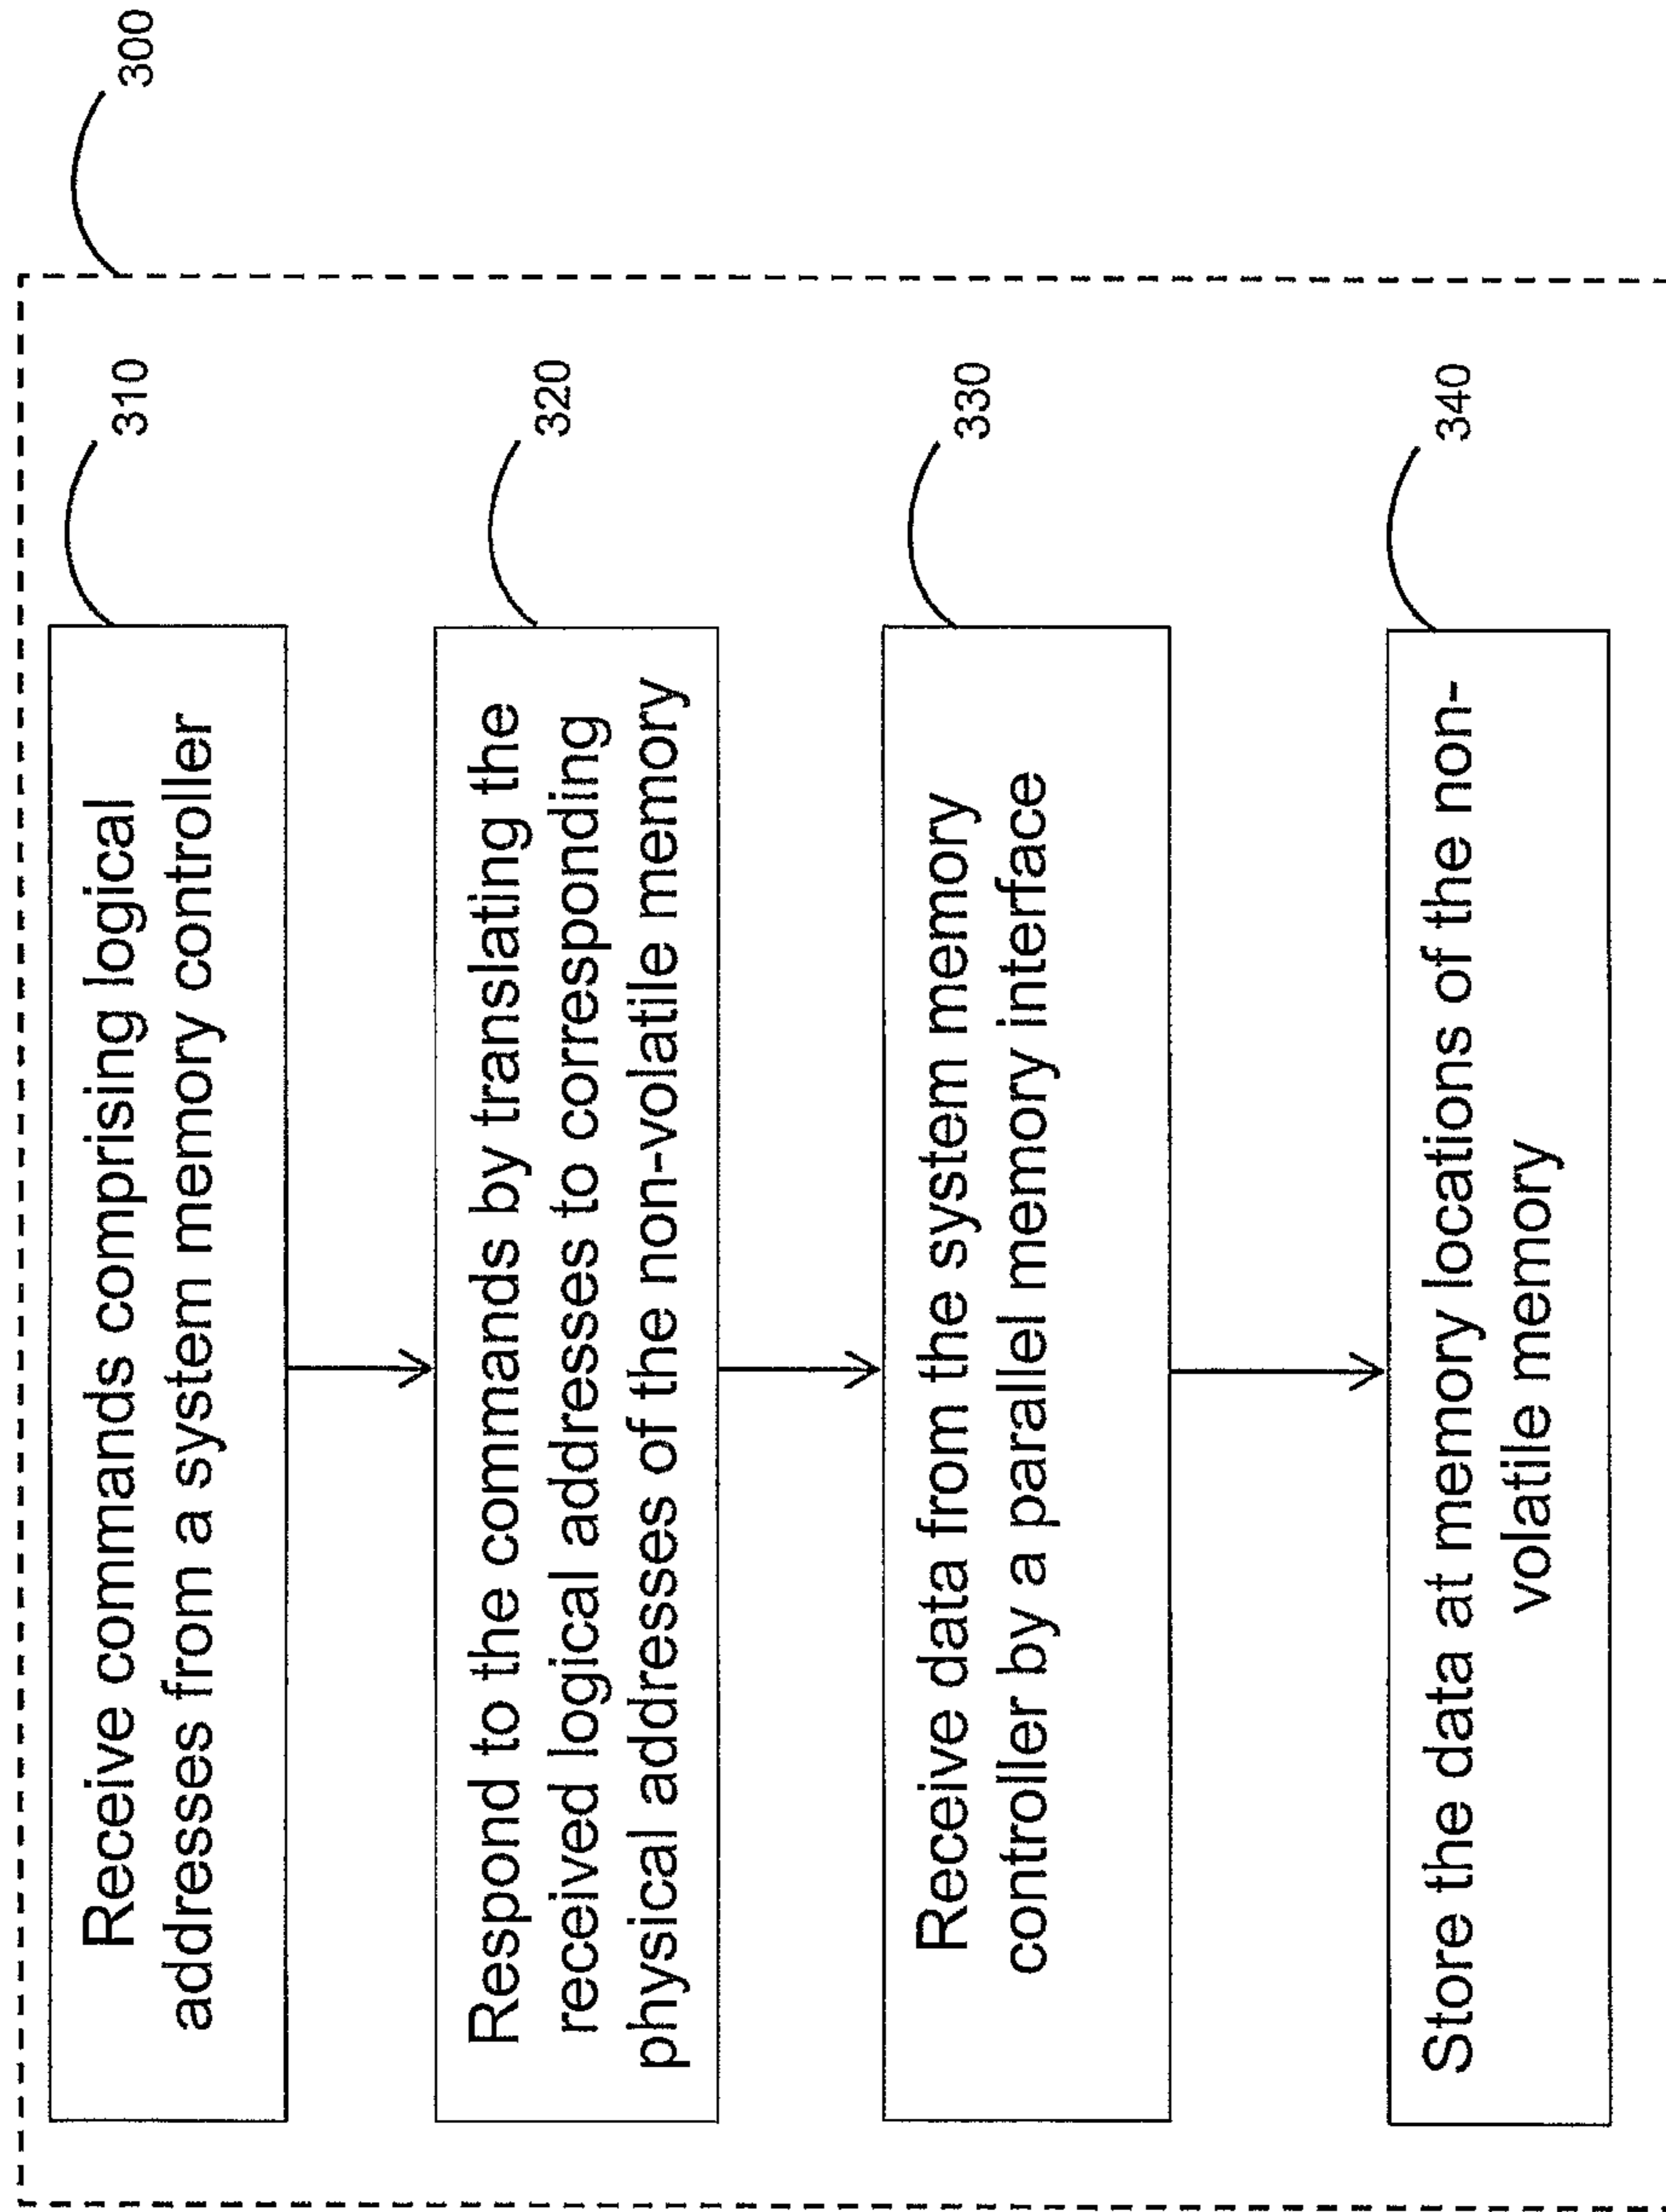 300
310
Receive commands comprising logical
addresses from a system memory controller
320
Respond to the commands by translating the
received logical addresses to corresponding
physical addresses of the non-volatile memory
330
Receive data from the system memory
controller by a parallel memory interface
340
Store the data at memory locations of the non-
volatile memory